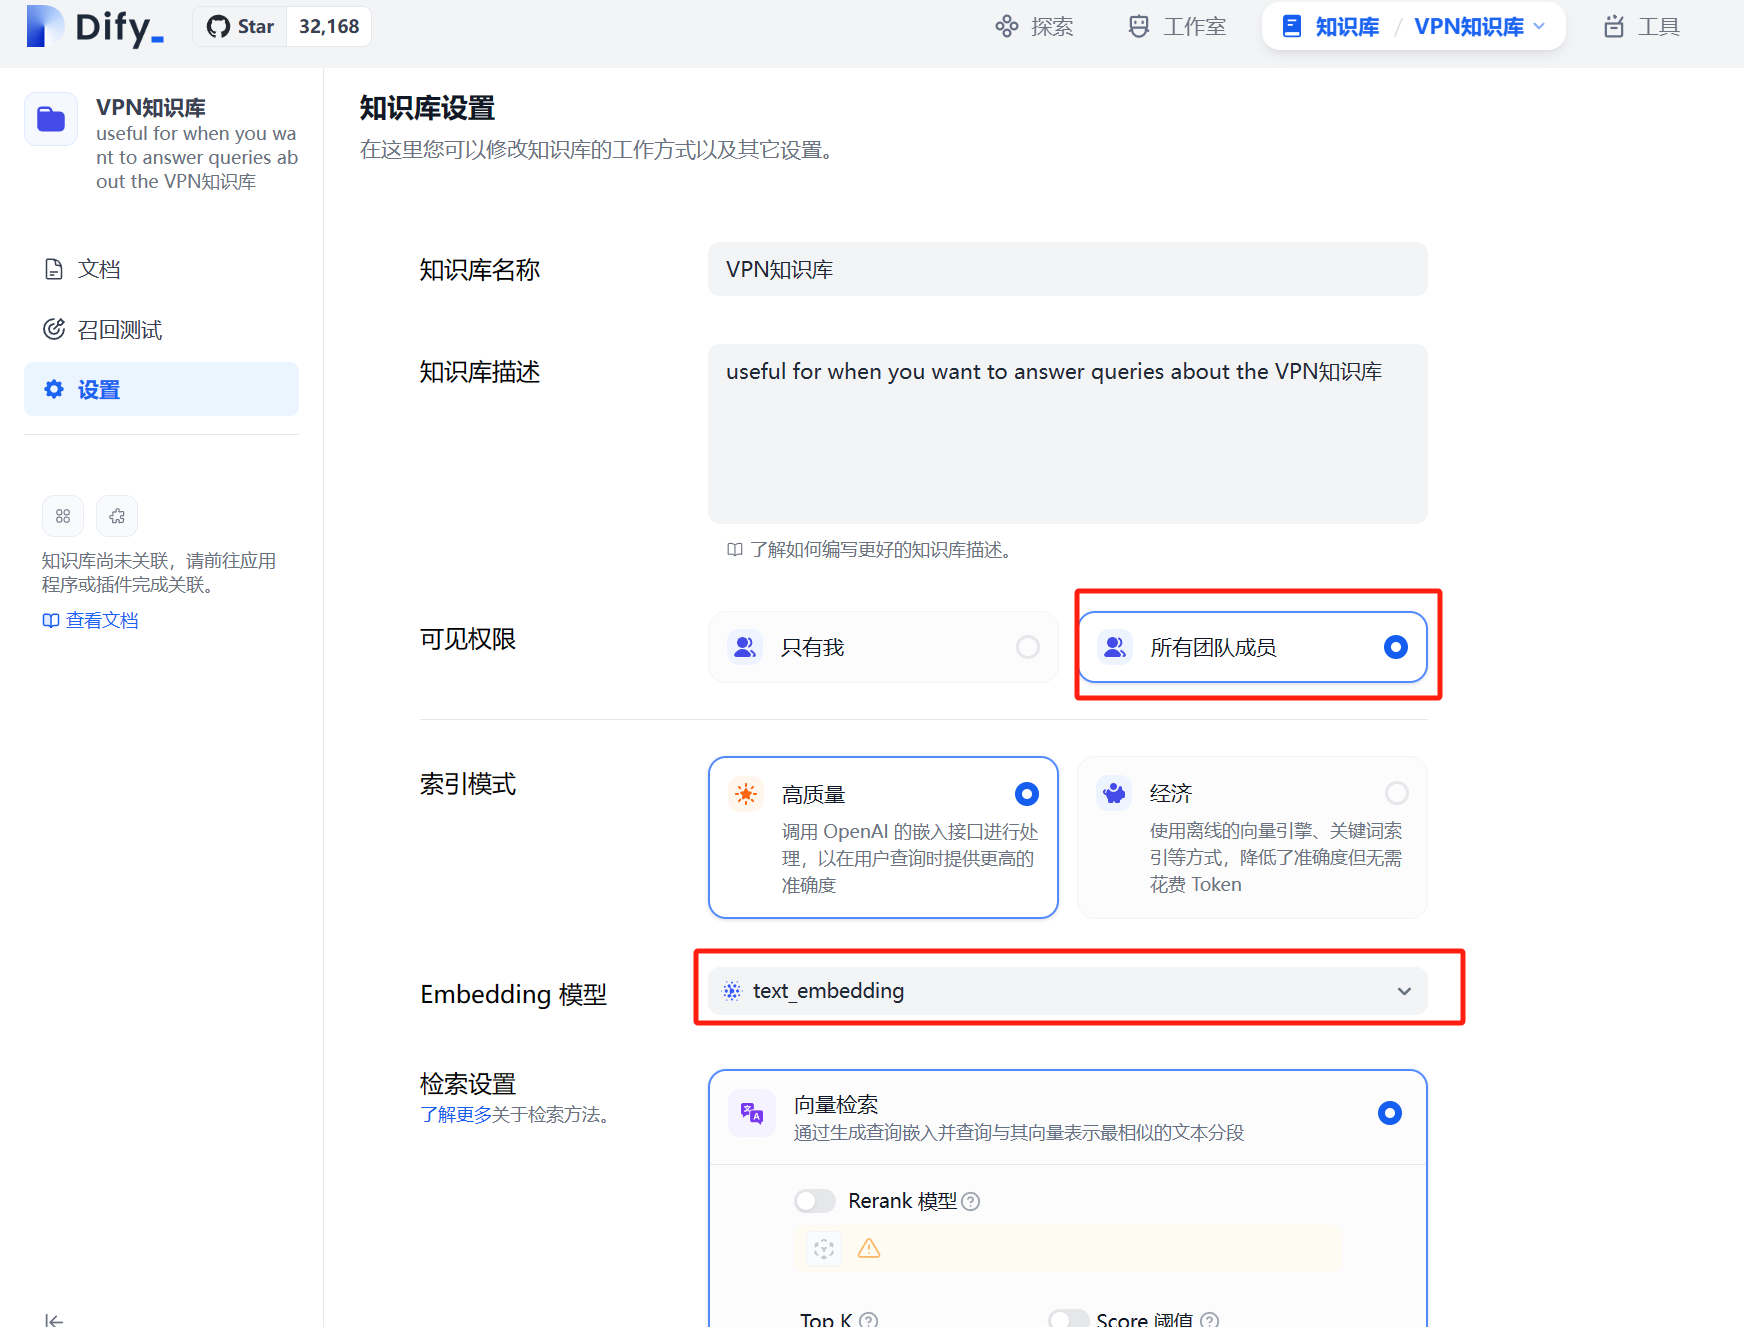 Dify_
Star 32,168
探索
工作室
知识库 / VPN知识库
工具
VPN知识库
useful for when you wa
nt to answer queries ab
out the VPN知识库
文档
召回测试
设置
知识库尚未关联，请前往应用
程序或插件完成关联。
查看文档
知识库设置
在这里您可以修改知识库的工作方式以及其它设置。
知识库名称
VPN知识库
知识库描述
useful for when you want to answer queries about the VPN知识库
了解如何编写更好的知识库描述。
可见权限
只有我
所有团队成员
索引模式
高质量
调用 OpenAI 的嵌入接口进行处
理，以在用户查询时提供更高的
准确度
经济
使用离线的向量引擎、关键词索
引等方式，降低了准确度但无需
花费 Token
Embedding 模型
text_embedding
检索设置
了解更多关于检索方法。
向量检索
通过生成查询嵌入并查询与其向量表示最相似的文本分段
Rerank 模型
Top K
Score 阈值